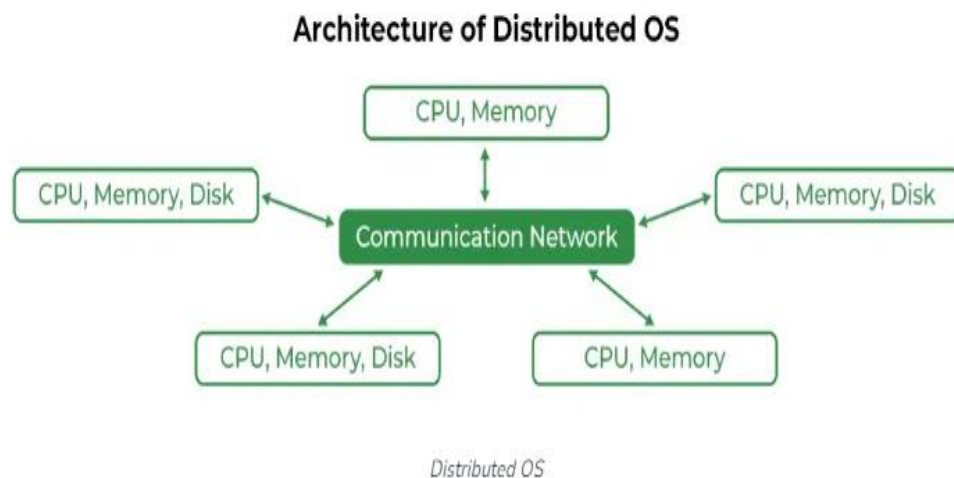 Architecture of Distributed OS
CPU, Memory
CPU, Memory, Disk
CPU, Memory, Disk
Communication Network
CPU, Memory, Disk
CPU, Memory
Distributed OS